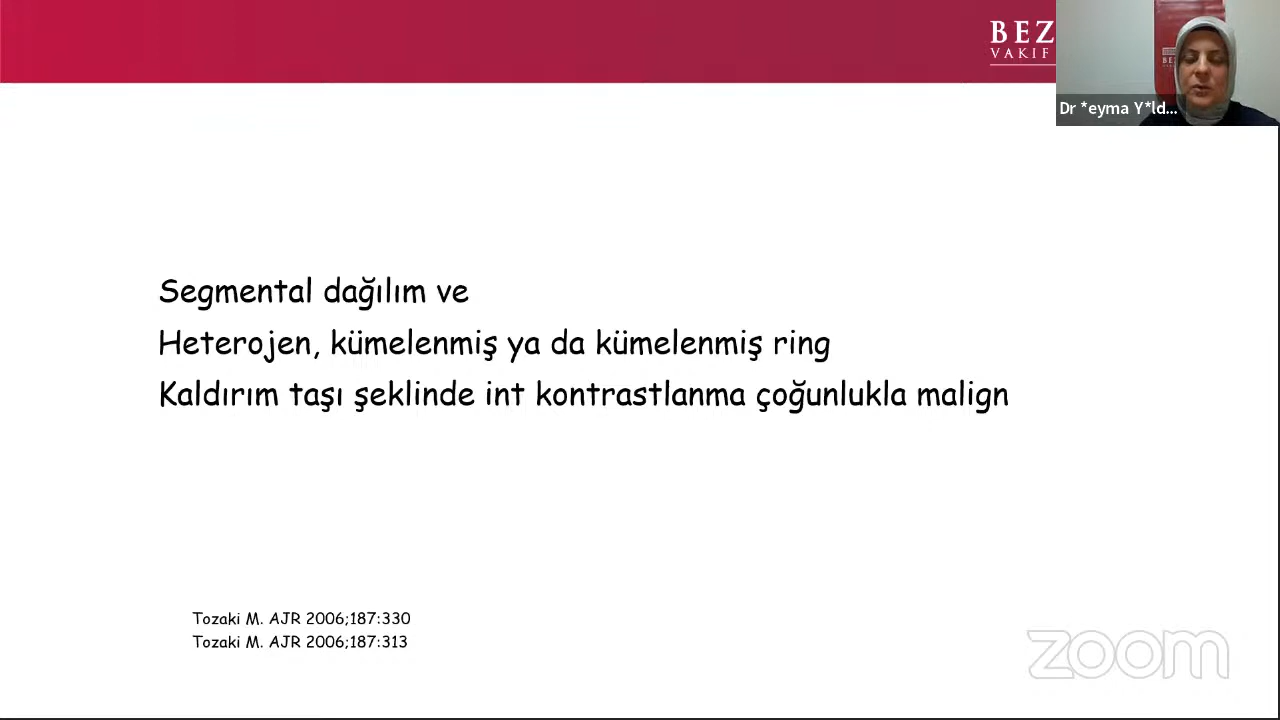 BEZ
VAKIF
Dr *eyma Y*ld...
Segmental dağılım ve
Heterojen, kümelenmiş ya da kümelenmiş ring
Kaldırım taşı şeklinde int kontrastlanma çoğunlukla malign
Tozaki M. AJR 2006;187:330
Tozaki M. AJR 2006;187:313
zoom